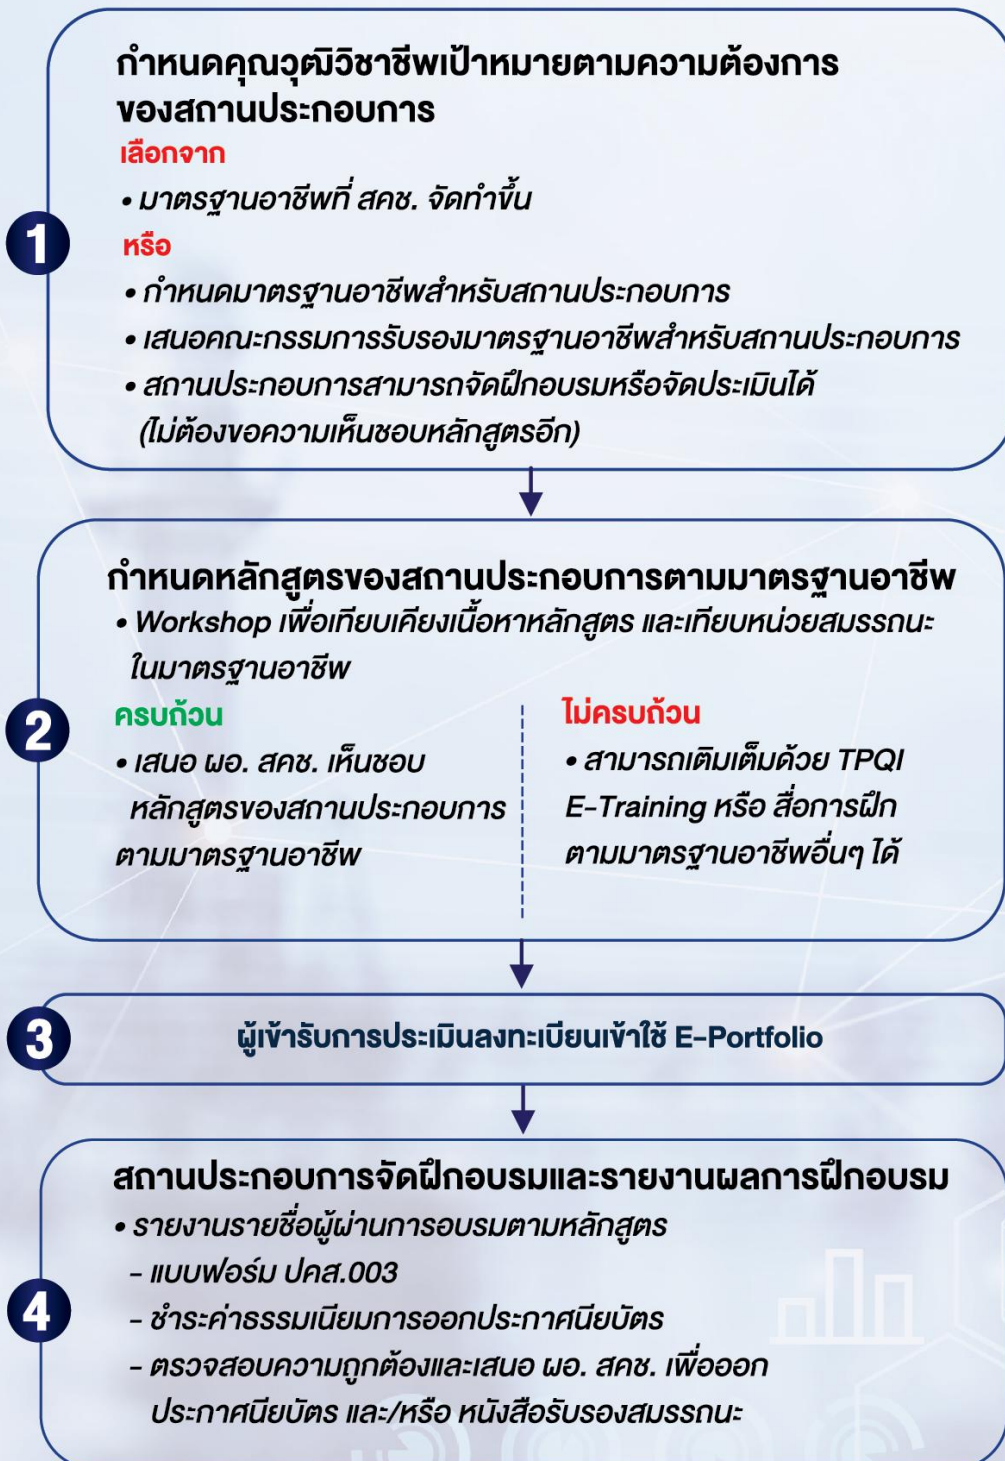 1
กำหนดคุณวุฒิวิชาชีพเป้าหมายตามความต้องการ
ของสถานประกอบการ
เลือกจาก
• มาตรฐานอาชีพที่ สคช. จัดทำขึ้น
หรือ
• กำหนดมาตรฐานอาชีพสำหรับสถานประกอบการ
• เสนอคณะกรรมการรับรองมาตรฐานอาชีพสำหรับสถานประกอบการ
• สถานประกอบการสามารถจัดฝึกอบรมหรือจัดประเมินได้
(ไม่ต้องขอความเห็นชอบหลักสูตรอีก)
2
กำหนดหลักสูตรของสถานประกอบการตามมาตรฐานอาชีพ
• Workshop เพื่อเทียบเคียงเนื้อหาหลักสูตร และเทียบหน่วยสมรรถนะ
ในมาตรฐานอาชีพ
ครบถ้วน
• เสนอ ผอ. สคช. เห็นชอบ
หลักสูตรของสถานประกอบการ
ตามมาตรฐานอาชีพ
ไม่ครบถ้วน
• สามารถเติมเต็มด้วย TPQI
E-Training หรือ สื่อการฝึก
ตามมาตรฐานอาชีพอื่นๆ ได้
3
ผู้เข้ารับการประเมินลงทะเบียนเข้าใช้ E-Portfolio
4
สถานประกอบการจัดฝึกอบรมและรายงานผลการฝึกอบรม
• รายงานรายชื่อผู้ผ่านการอบรมตามหลักสูตร
- แบบฟอร์ม ปคส.003
- ชำระค่าธรรมเนียมการออกประกาศนียบัตร
- ตรวจสอบความถูกต้องและเสนอ ผอ. สคช. เพื่อออก
ประกาศนียบัตร และ/หรือ หนังสือรับรองสมรรถนะ